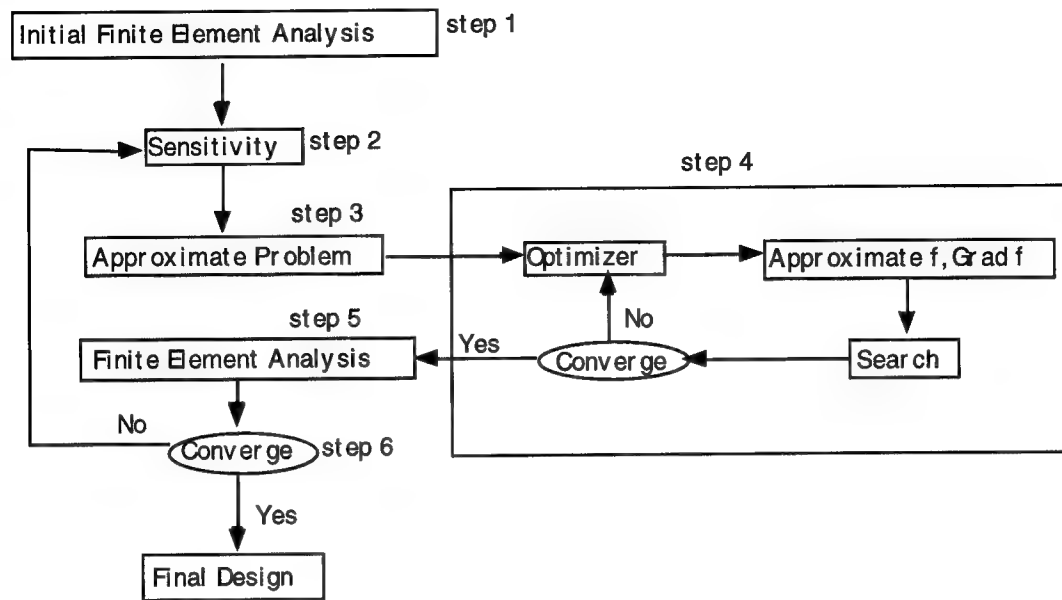 Initial Finite Element Analysis
step 1
Sensitivity
step 2
step 3
Approximate Problem
step 4
Optimizer
Approximate f, Grad f
No
Search
Converge
Yes
step 5
Finite Element Analysis
No
Converge
step 6
Yes
Final Design